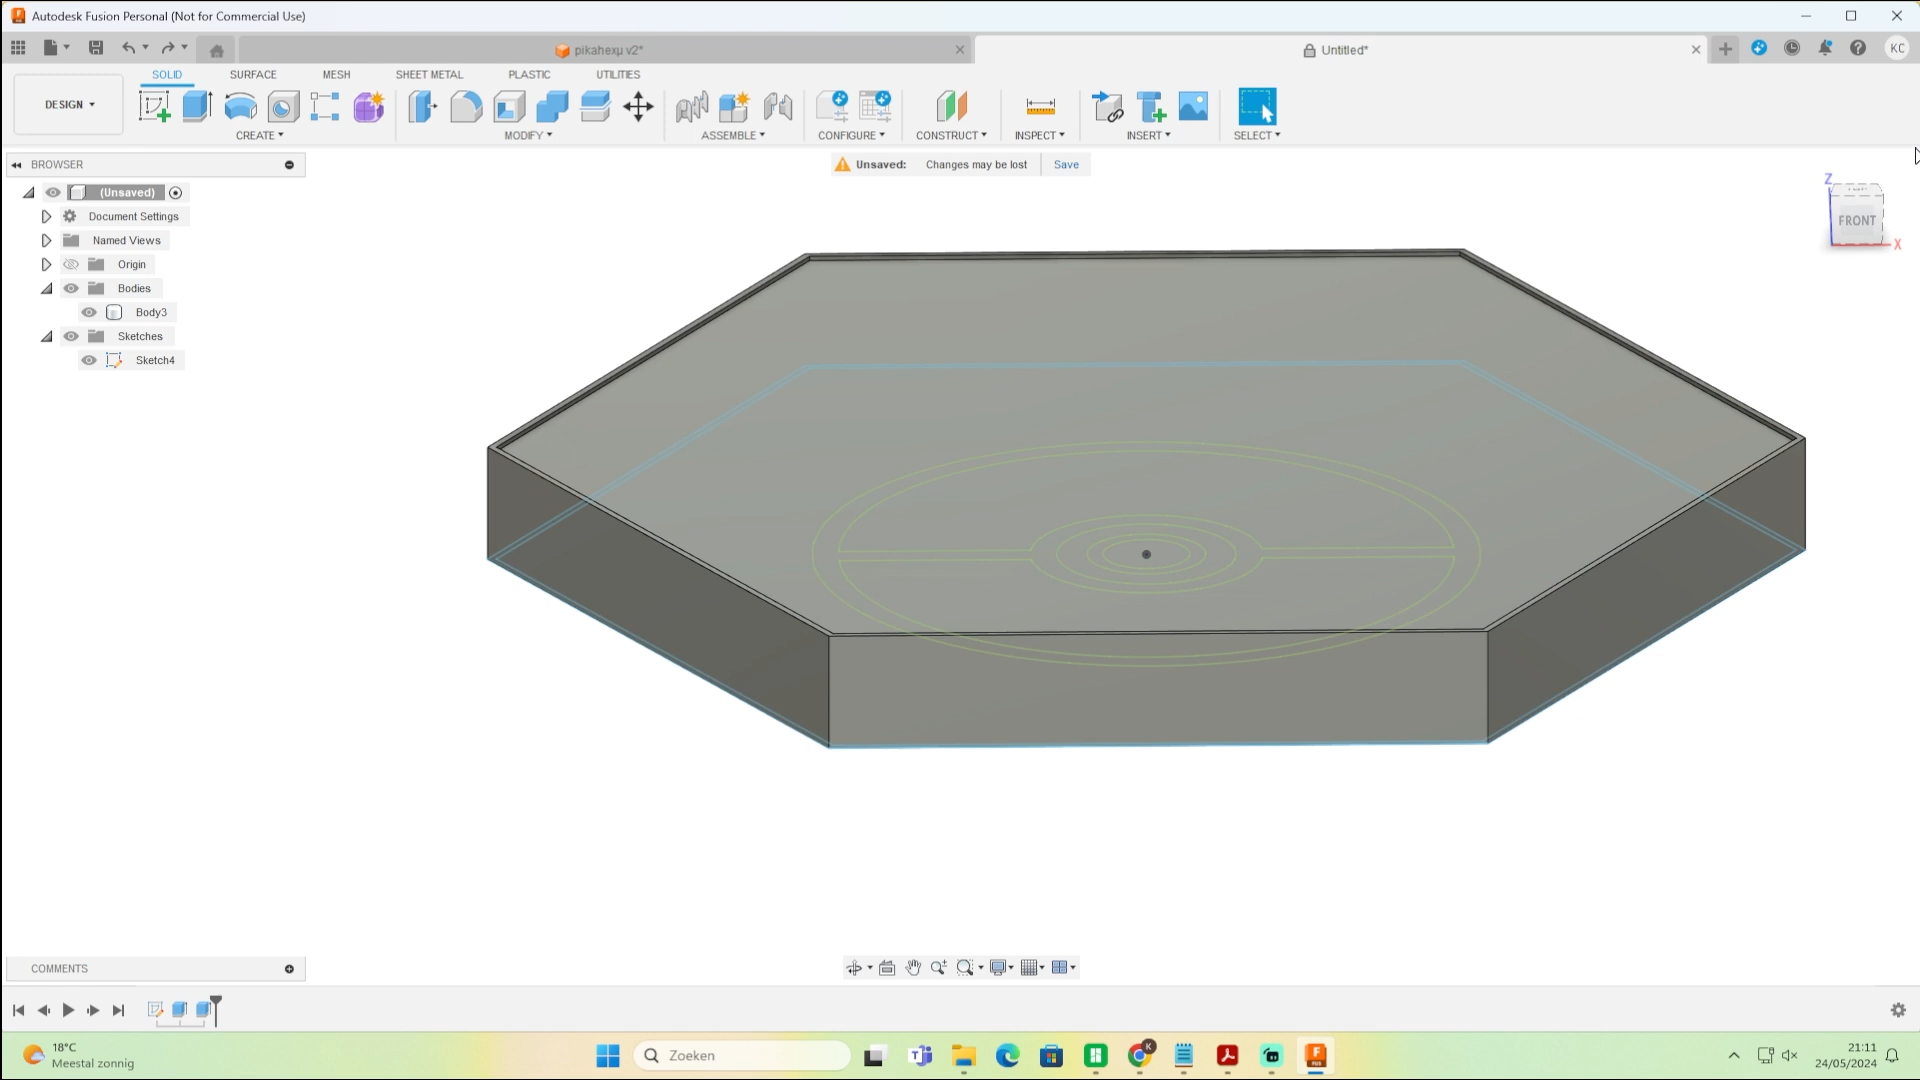 Autodesk Fusion Personal (Not for Commercial Use)
pikahexμ v2*
Untitled*
KC
DESIGN
SOLID
SURFACE
MESH
SHEET METAL
PLASTIC
UTILITIES
CREATE
MODIFY
ASSEMBLE
CONFIGURE
CONSTRUCT
INSPECT
INSERT
SELECT
BROWSER
Unsaved: Changes may be lost Save
(Unsaved)
Document Settings
Named Views
Origin
Bodies
Body3
Sketches
Sketch4
Z
TOP
FRONT
X
COMMENTS
18°C
Meestal zonnig
Zoeken
K
21:11
24/05/2024